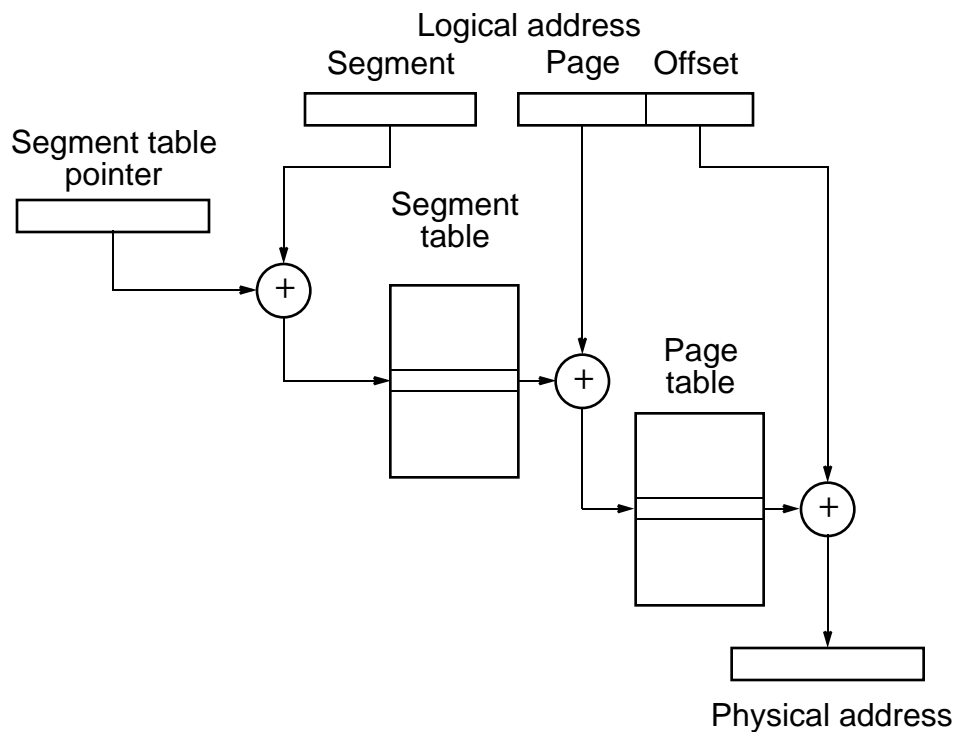 Logical address
Segment
Page
Offset
Segment table
pointer
Segment
table
+
+
Page
table
+
Physical address